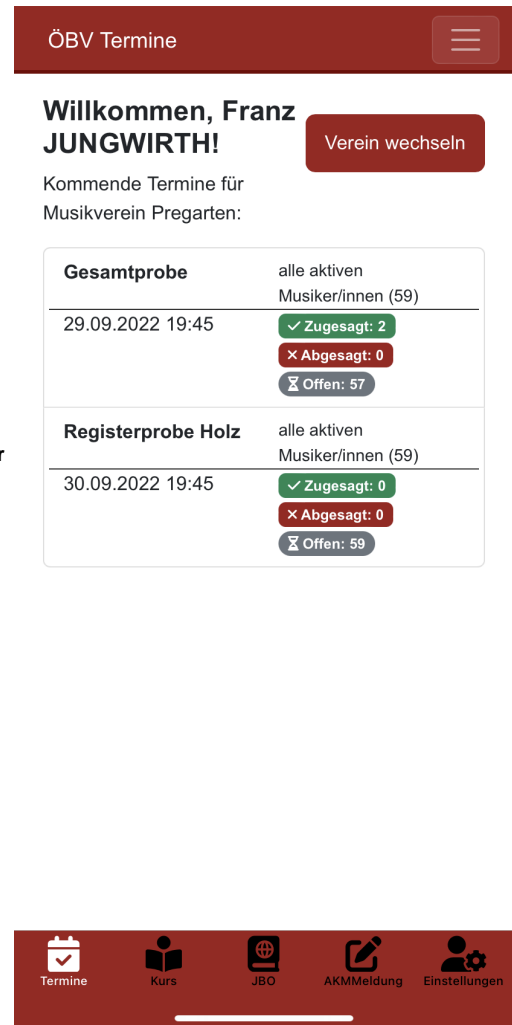 ÖBV Termine
Willkommen, Franz
JUNGWIRTH!
Verein wechseln
Kommende Termine für
Musikverein Pregarten:
Gesamtprobe
alle aktiven
Musiker/innen (59)
29.09.2022 19:45
Zugesagt: 2
Abgesagt: 0
Offen: 57
r
Registerprobe Holz
alle aktiven
Musiker/innen (59)
30.09.2022 19:45
Zugesagt: 0
Abgesagt: 0
Offen: 59
Termine
Kurs
JBO
AKMMeldung
Einstellungen